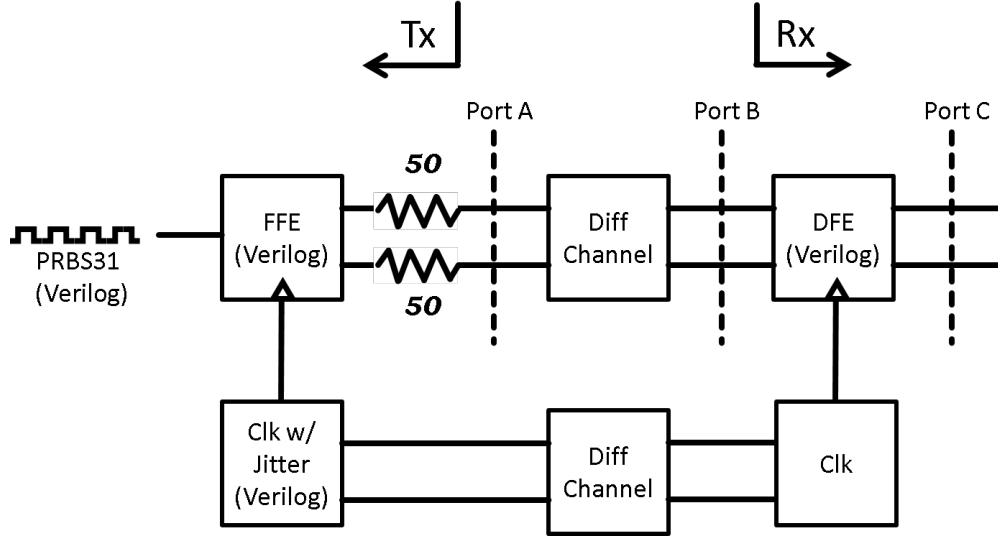 Tx
Rx
Port A
Port B
Port C
50
FFE
(Verilog)
Diff
Channel
DFE
(Verilog)
PRBS31
(Verilog)
50
Clk w/
Jitter
(Verilog)
Diff
Channel
Clk